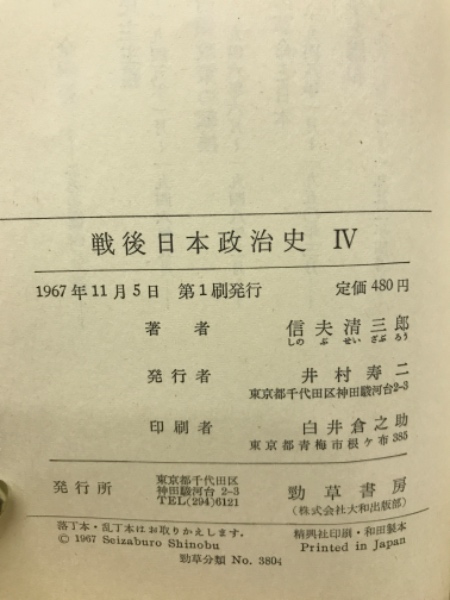 戦後日本政治史 Ⅳ
1967年11月5日 第1刷発行 定価480円
著者 信夫清三郎
しのぶせいざぶろう
発行者 井村寿二
東京都千代田区神田駿河台2-3
印刷者 白井倉之助
東京都青梅市根ケ布385
発行所 東京都千代田区神田駿河台 2-3 TEL(294)6121 勁草書房
(株式会社大和出版部)
落丁本・乱丁本はお取りかえします。 精興社印刷・和田製本
© 1967 Seizaburo Shinobu Printed in Japan
勁草分類 No. 3804